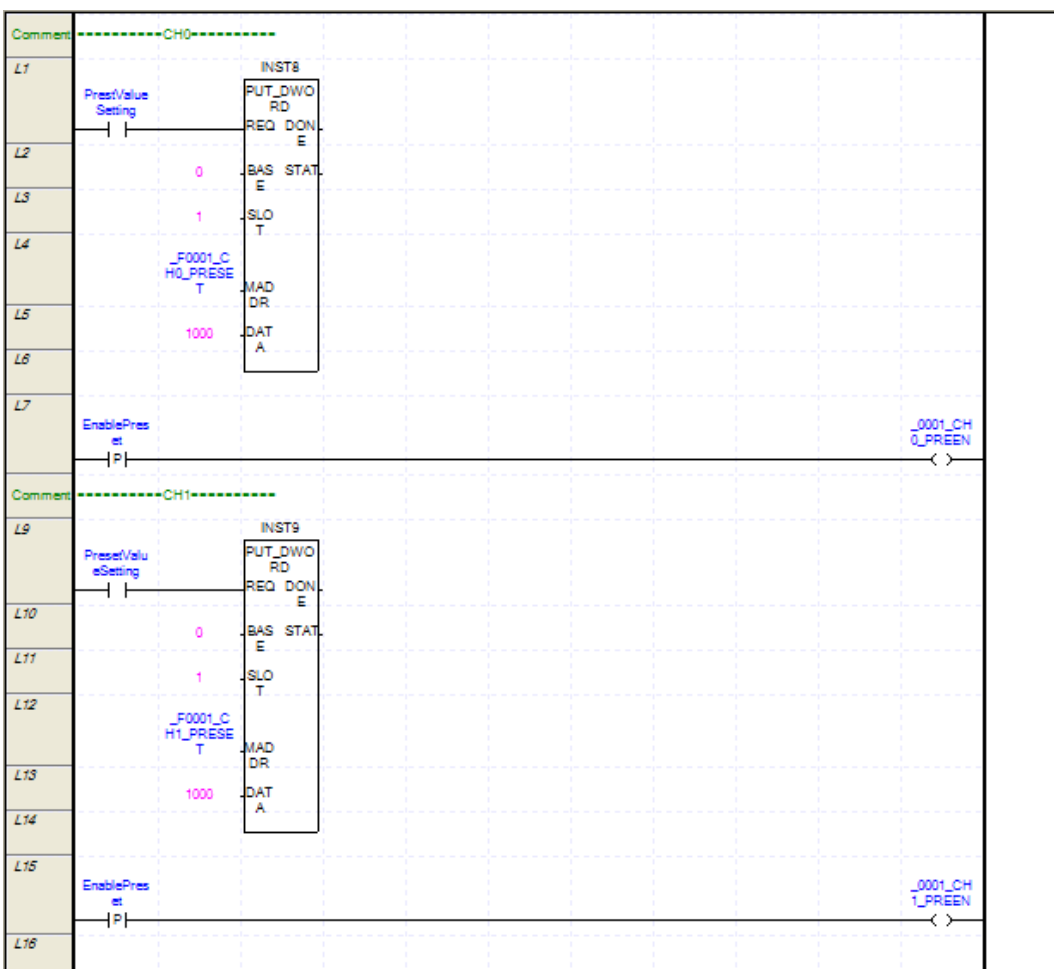 Comment ----------CH0----------
L1
INST8
PUT_DWO
RD
PrestValue
Setting
REQ DON
E
L2
0 BAS STAT
E
L3
1 SLO
T
L4
_F0001_C
H0_PRESE
T MAD
DR
L5
1000 DAT
A
L6
L7
EnablePres
et
P
_0001_CH
0_PREEN
Comment ----------CH1----------
L9
INST9
PUT_DWO
RD
PresetValu
eSetting
REQ DON
E
L10
0 BAS STAT
E
L11
1 SLO
T
L12
_F0001_C
H1_PRESE
T MAD
DR
L13
1000 DAT
A
L14
L15
EnablePres
et
P
_0001_CH
1_PREEN
L16